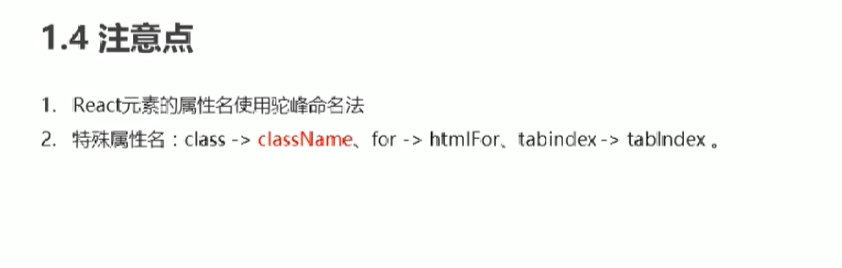 1.4 注意点
1. React元素的属性名使用驼峰命名法
2. 特殊属性名：class -> className、for -> htmlFor、tabindex -> tabIndex 。